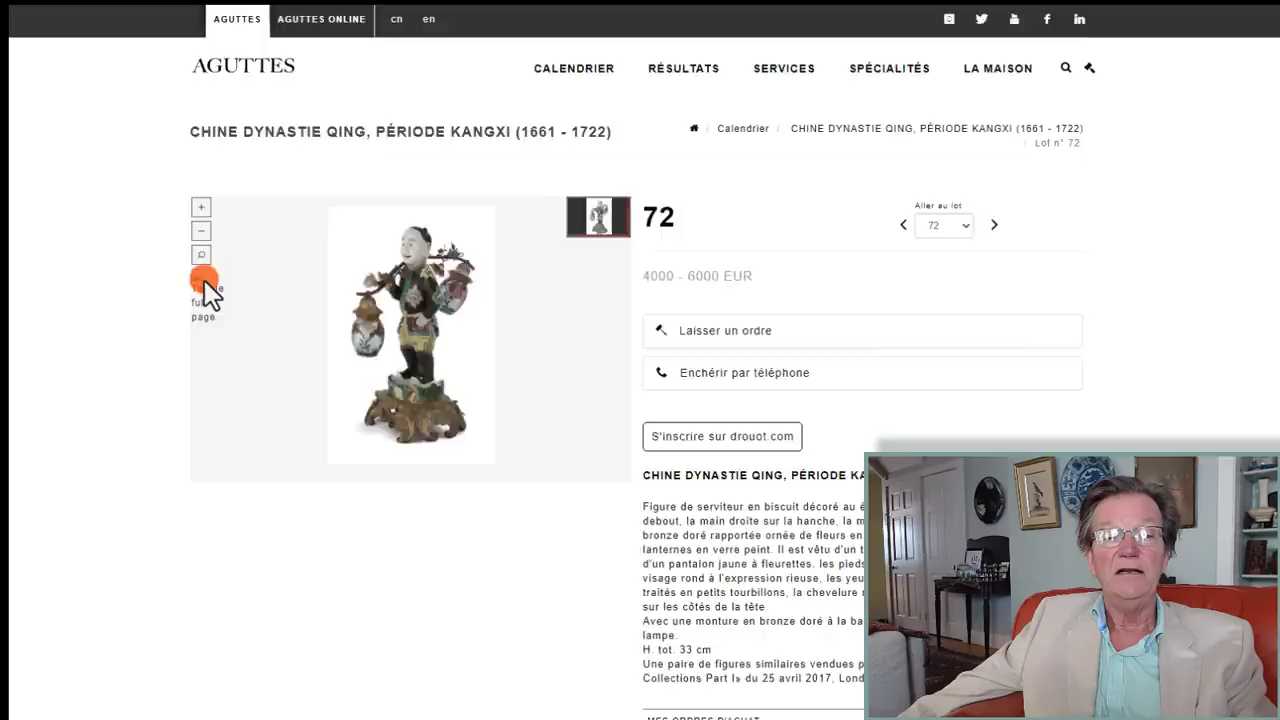 AGUTTES
AGUTTES ONLINE
cn
en
AGUTTES
CALENDRIER
RÉSULTATS
SERVICES
SPÉCIALITÉS
LA MAISON
CHINE DYNASTIE QING, PÉRIODE KANGXI (1661 - 1722)
/ Calendrier / CHINE DYNASTIE QING, PÉRIODE KANGXI (1661 - 1722)
/ Lot n° 72
+
−
page
72
Aller au lot
72
4000 - 6000 EUR
Laisser un ordre
Enchérir par téléphone
S'inscrire sur drouot.com
CHINE DYNASTIE QING, PÉRIODE KA
Figure de serviteur en biscuit décoré au é
debout, la main droite sur la hanche, la m
bronze doré rapportée ornée de fleurs en
lanternes en verre peint. Il est vêtu d'un t
d'un pantalon jaune à fleurettes. les pieds
visage rond à l'expression rieuse, les yeu
traités en petits tourbillons, la chevelure
sur les côtés de la tête.
Avec une monture en bronze doré à la ba
lampe.
H. tot. 33 cm
Une paire de figures similaires vendues p
Collections Part I» du 25 avril 2017, Lond
MES ORDRES D'ACHAT